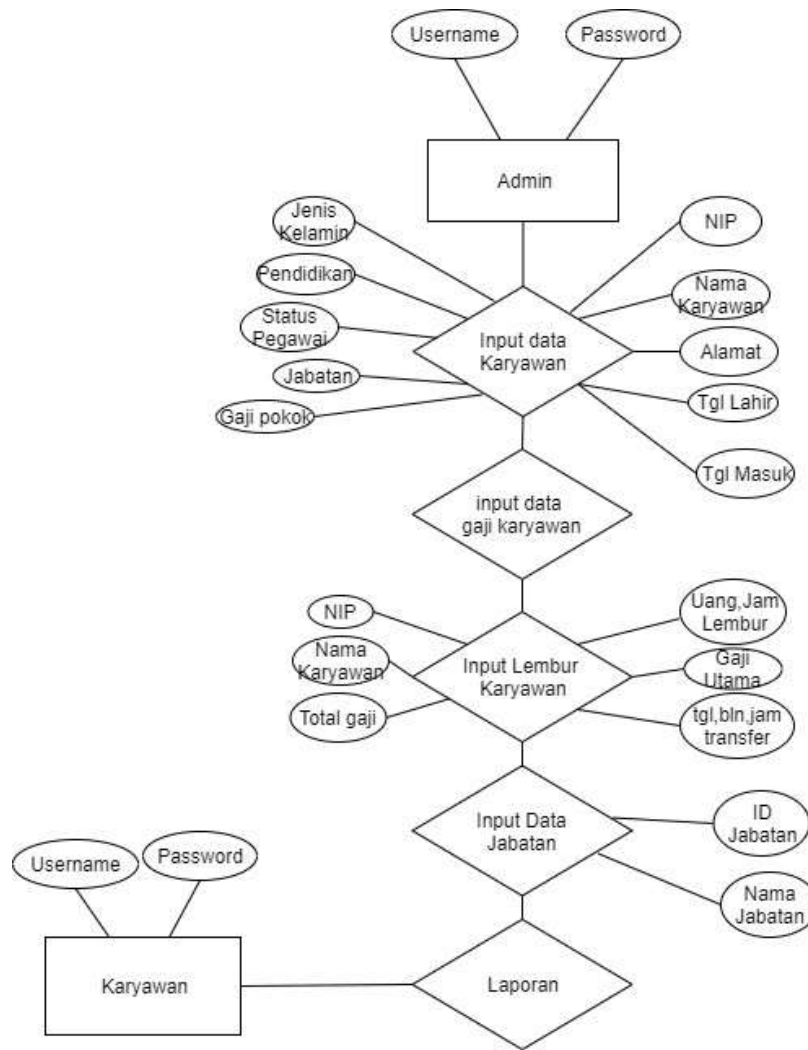 Username
Password
Admin
Jenis
Kelamin
NIP
Pendidikan
Nama
Karyawan
Status
Pegawai
Input data
Karyawan
Alamat
Jabatan
Tgl Lahir
Gaji pokok
Tgl Masuk
input data
gaji karyawan
NIP
Uang,Jam
Lembur
Nama
Karyawan
Input Lembur
Karyawan
Gaji
Utama
Total gaji
tgl,bln,jam
transfer
Input Data
Jabatan
ID
Jabatan
Username
Password
Nama
Jabatan
Karyawan
Laporan